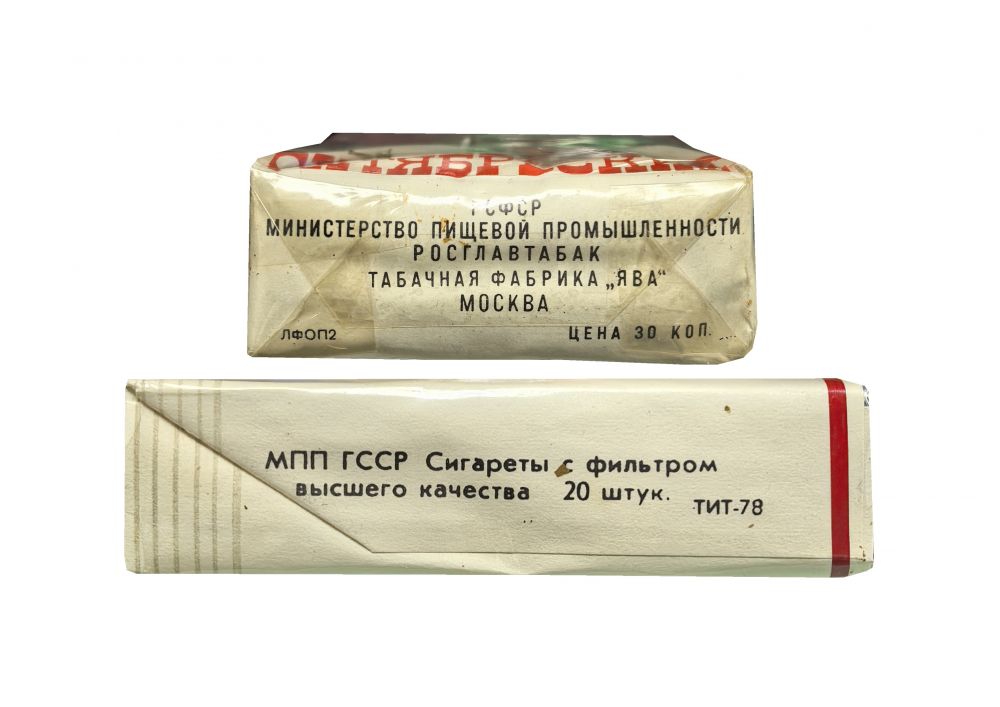 ОКТЯБРЬСКИЕ
РСФСР
МИНИСТЕРСТВО ПИЩЕВОЙ ПРОМЫШЛЕННОСТИ
РОСГЛАВТАБАК
ТАБАЧНАЯ ФАБРИКА „ЯВА“
МОСКВА
ЛФОП2 ЦЕНА 30 КОП.
МПП ГССР Сигареты с фильтром
высшего качества 20 штук.
ТИТ-78